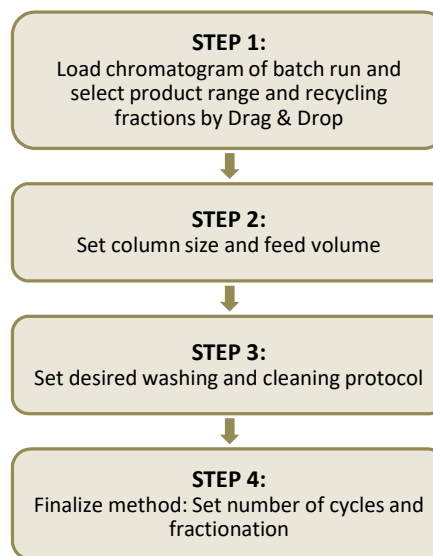 STEP 1:
Load chromatogram of batch run and
select product range and recycling
fractions by Drag & Drop
STEP 2:
Set column size and feed volume
STEP 3:
Set desired washing and cleaning protocol
STEP 4:
Finalize method: Set number of cycles and
fractionation